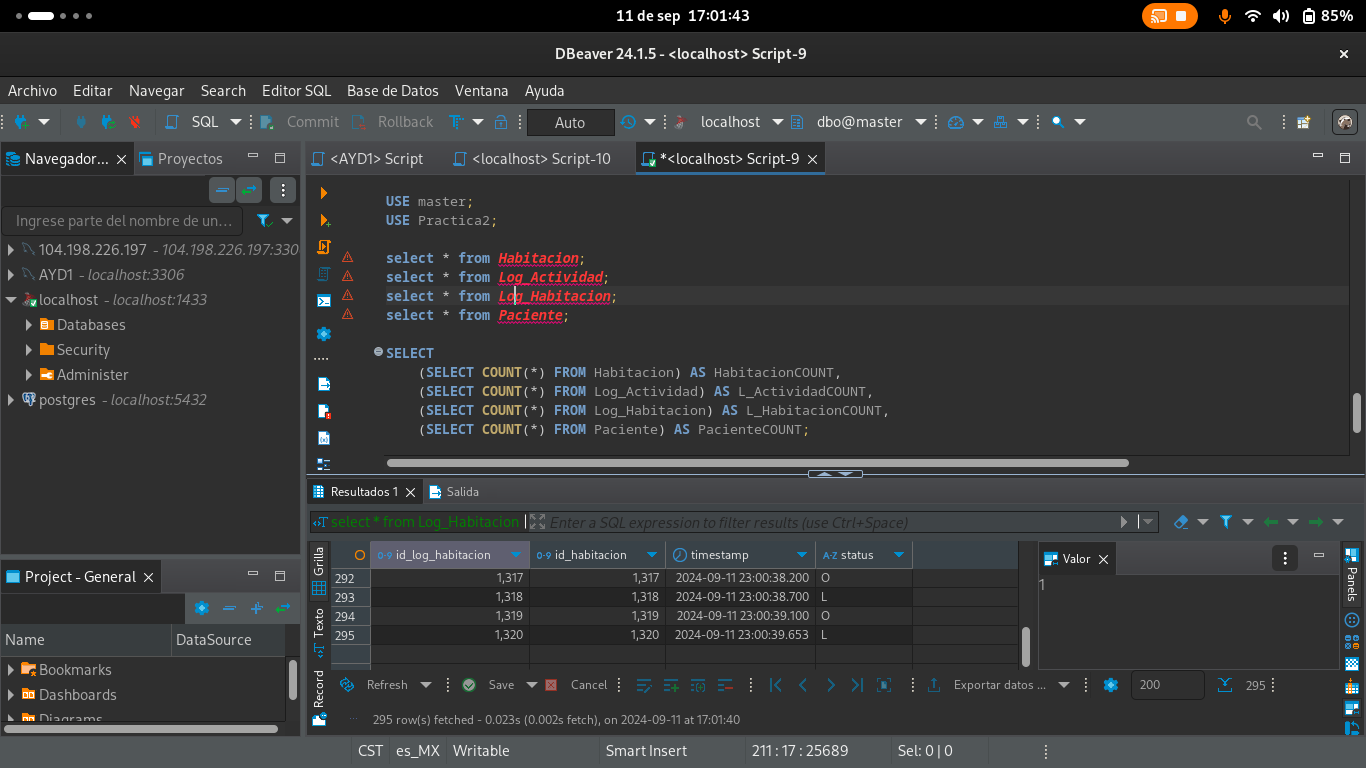 11 de sep 17:01:43
85%
DBeaver 24.1.5 - <localhost> Script-9
Archivo Editar Navegar Search Editor SQL Base de Datos Ventana Ayuda
SQL Commit Rollback Auto localhost dbo@master
Navegador... Proyectos
<AYD1> Script <localhost> Script-10 *<localhost> Script-9
Ingrese parte del nombre de un...
104.198.226.197 - 104.198.226.197:330
AYD1 - localhost:3306
localhost - localhost:1433
Databases
Security
Administer
postgres - localhost:5432
USE master;
USE Practica2;
select * from Habitacion;
select * from Log_Actividad;
select * from Log_Habitacion;
select * from Paciente;
SELECT
(SELECT COUNT(*) FROM Habitacion) AS HabitacionCOUNT,
(SELECT COUNT(*) FROM Log_Actividad) AS L_ActividadCOUNT,
(SELECT COUNT(*) FROM Log_Habitacion) AS L_HabitacionCOUNT,
(SELECT COUNT(*) FROM Paciente) AS PacienteCOUNT;
Project - General
Name DataSource
Bookmarks
Dashboards
Diagrams
Resultados 1 Salida
select * from Log_Habitacion Enter a SQL expression to filter results (use Ctrl+Space)
Grilla
Texto
Record
id_log_habitacion id_habitacion timestamp status
292 1,317 1,317 2024-09-11 23:00:38.200 O
293 1,318 1,318 2024-09-11 23:00:38.700 L
294 1,319 1,319 2024-09-11 23:00:39.100 O
295 1,320 1,320 2024-09-11 23:00:39.653 L
Valor
1
Panels
Refresh Save Cancel Exportar datos ... 200 295
295 row(s) fetched - 0.023s (0.002s fetch), on 2024-09-11 at 17:01:40
CST es_MX Writable Smart Insert 211 : 17 : 25689 Sel: 0 | 0